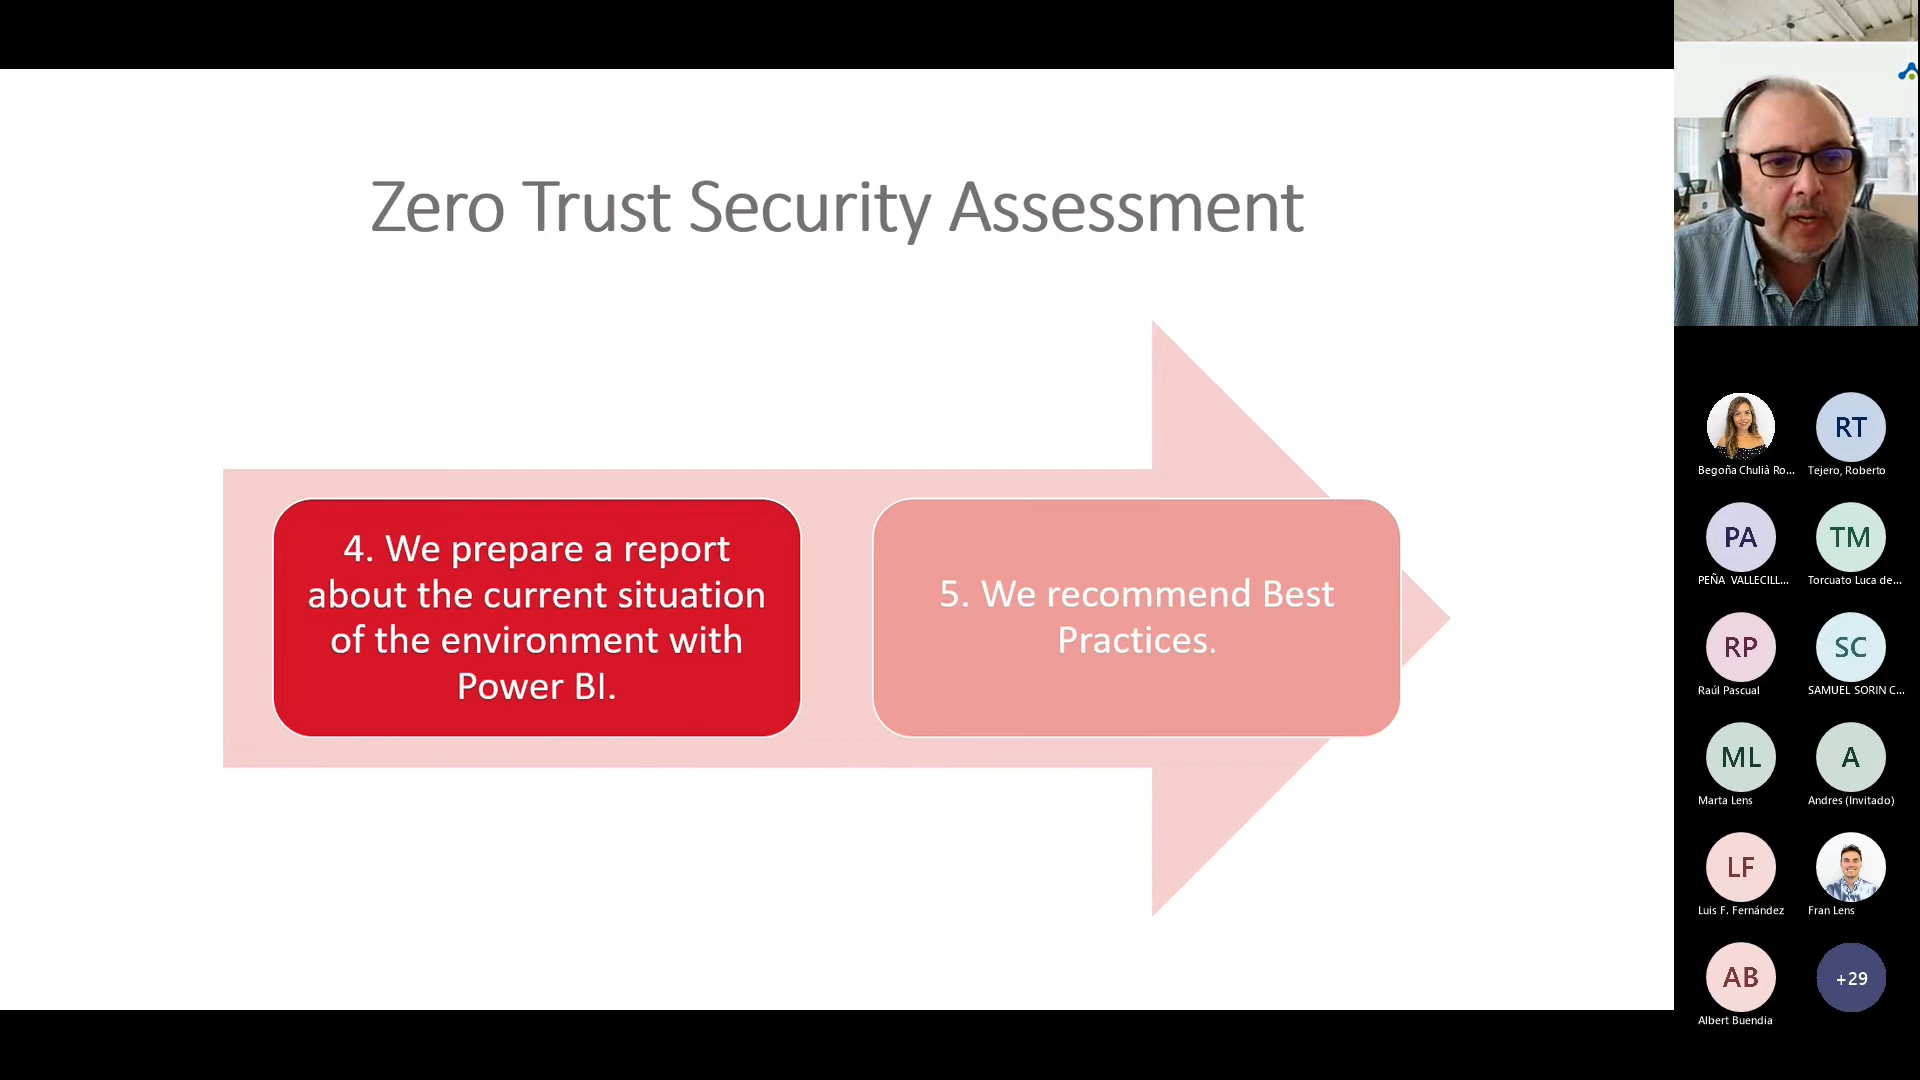 Zero Trust Security Assessment
4. We prepare a report
about the current situation
of the environment with
Power BI.
5. We recommend Best
Practices.
RT
Begoña Chulià Ro...
Tejero, Roberto
PA
TM
PEÑA VALLECILL...
Torcuato Luca de...
RP
SC
Raúl Pascual
SAMUEL SORIN C...
ML
A
Marta Lens
Andres (Invitado)
LF
Luis F. Fernández
Fran Lens
AB
+29
Albert Buendia